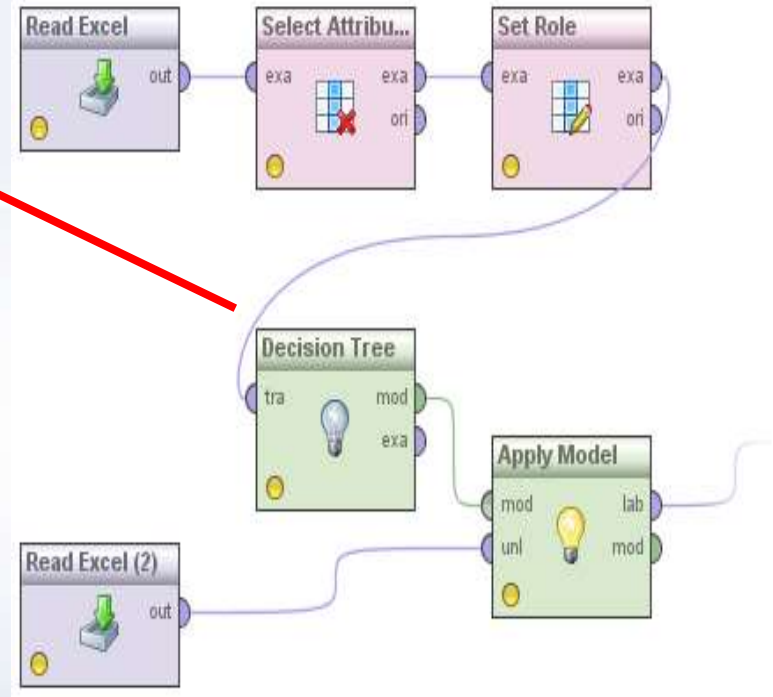 Read Excel
out
Select Attribu...
exa exa
ori
Set Role
exa exa
ori
Decision Tree
tra mod
exa
Apply Model
mod lab
unl mod
Read Excel (2)
out